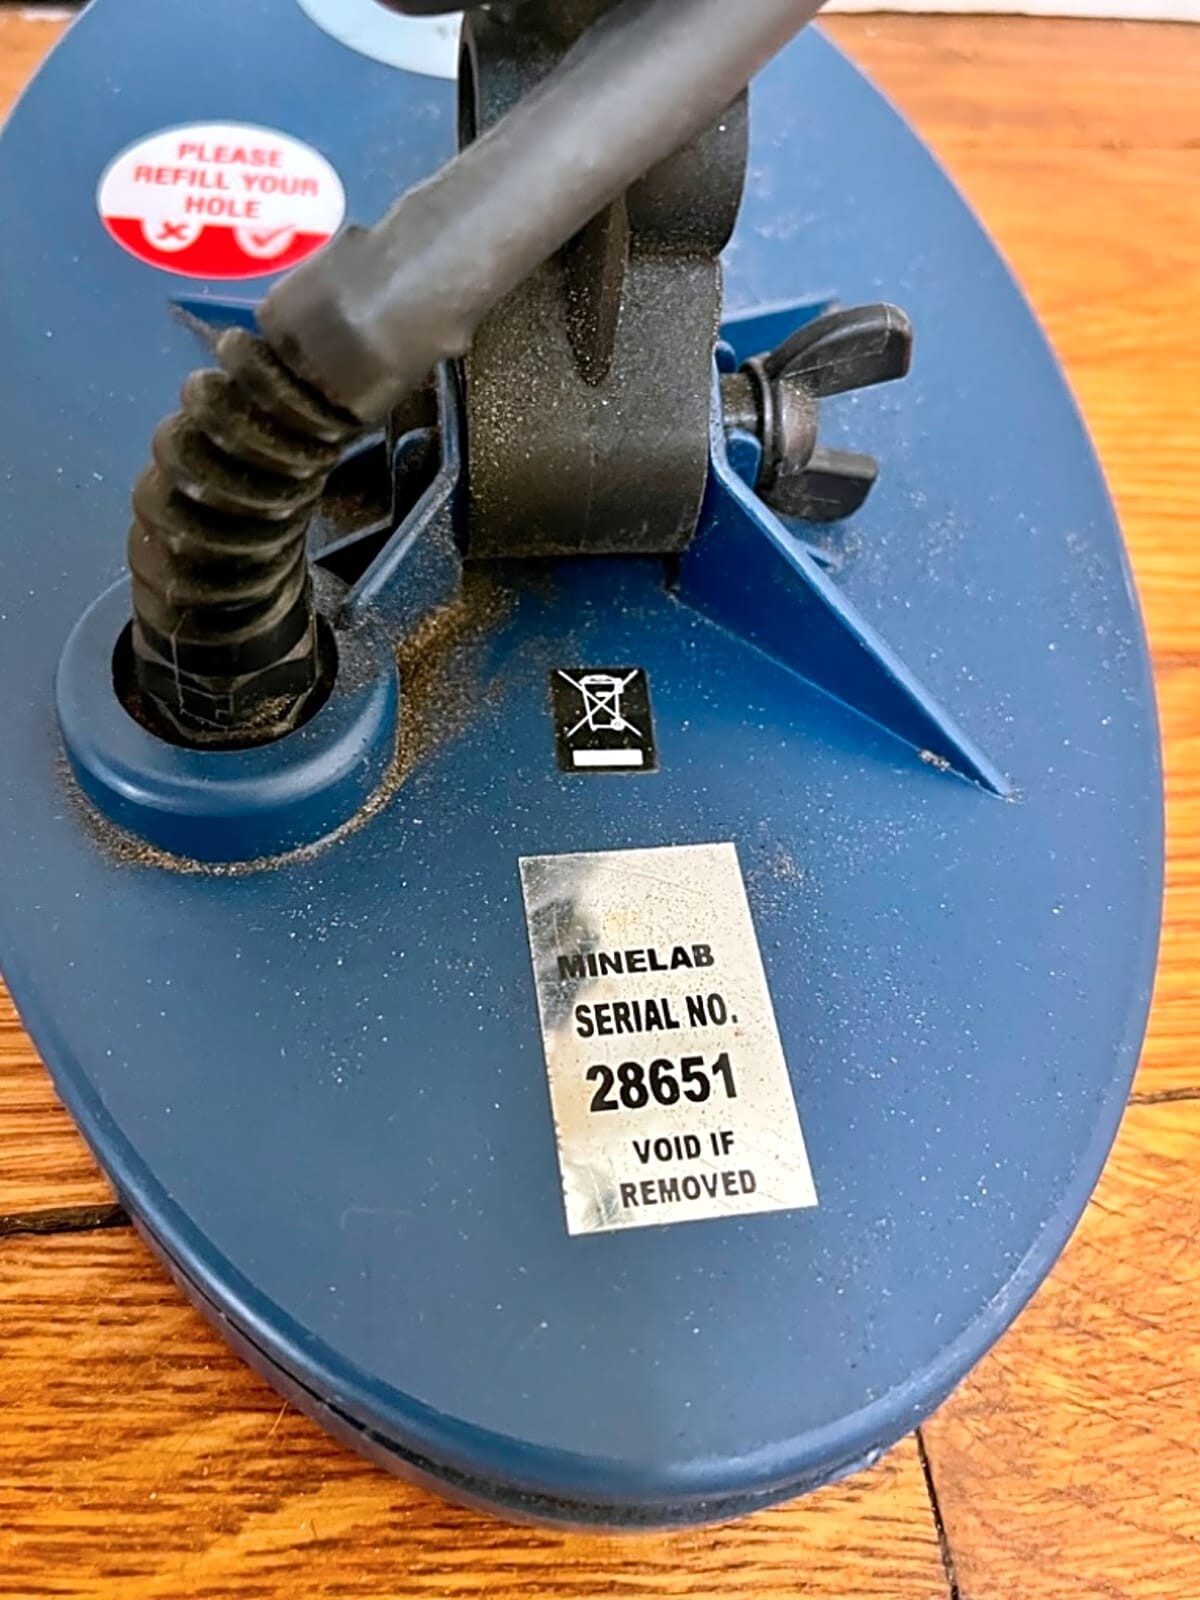 PLEASE
REFILL YOUR
HOLE
MINELAB
SERIAL NO.
28651
VOID IF
REMOVED